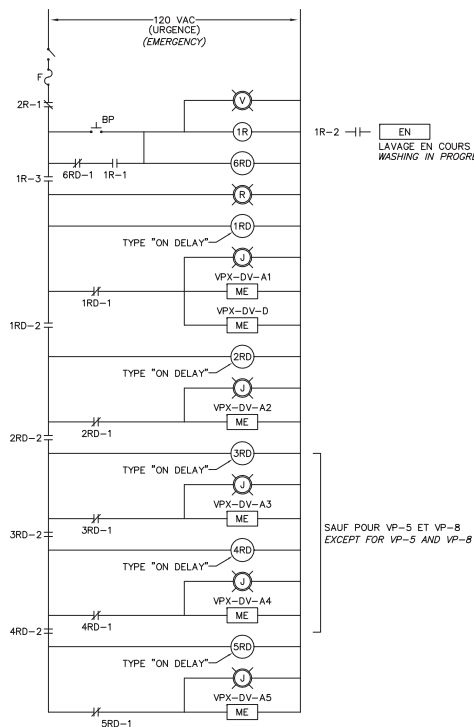 120 VAC
(URGENCE)
(EMERGENCY)
F
2R-1
V
BP
1R
1R-2
EN
LAVAGE EN COURS
WASHING IN PROGRE
6RD-1
1R-1
6RD
1R-3
R
1RD
TYPE "ON DELAY"
J
VPX-DV-A1
ME
1RD-1
VPX-DV-D
ME
1RD-2
2RD
TYPE "ON DELAY"
J
VPX-DV-A2
ME
2RD-1
2RD-2
3RD
TYPE "ON DELAY"
J
VPX-DV-A3
ME
3RD-1
SAUF POUR VP-5 ET VP-8
EXCEPT FOR VP-5 AND VP-8
3RD-2
4RD
TYPE "ON DELAY"
J
VPX-DV-A4
ME
4RD-1
4RD-2
5RD
TYPE "ON DELAY"
J
VPX-DV-A5
ME
5RD-1